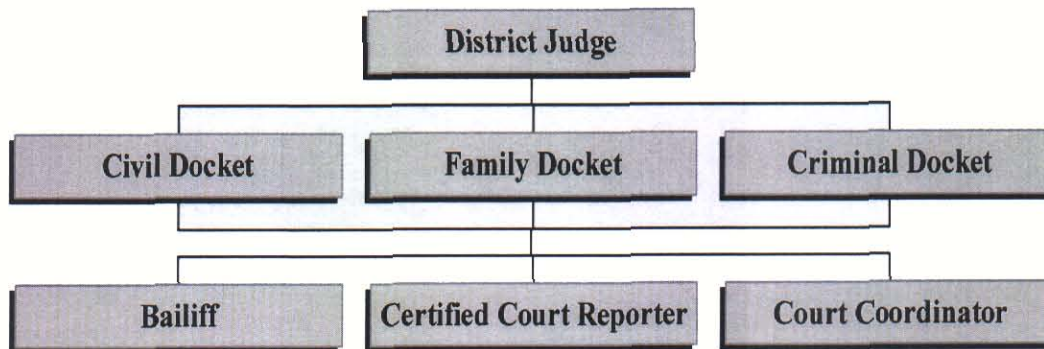 District Judge
Civil Docket
Family Docket
Criminal Docket
Bailiff
Certified Court Reporter
Court Coordinator